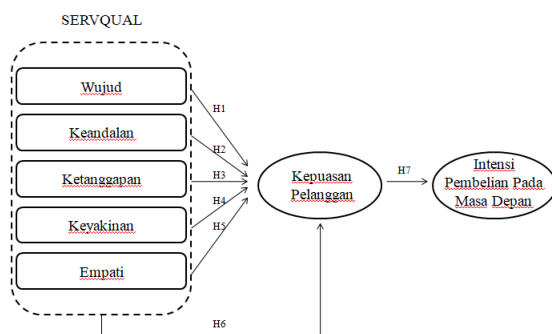 SERVQUAL
Wujud
H1
Keandalan
H2
Ketanggapan
H3
Keyakinan
H4
Empati
H5
Kepuasan
Pelanggan
H7
Intensi
Pembelian Pada
Masa Depan
H6